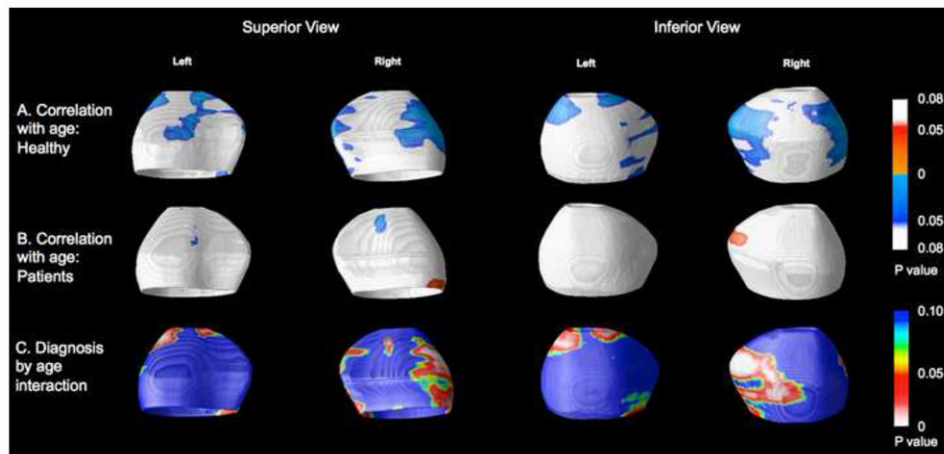 Superior View
Inferior View
Left
Right
Left
Right
A. Correlation
with age:
Healthy
0.08
0.05
0
0.05
0.08
P value
B. Correlation
with age:
Patients
C. Diagnosis
by age
interaction
0.10
0.05
0
P value